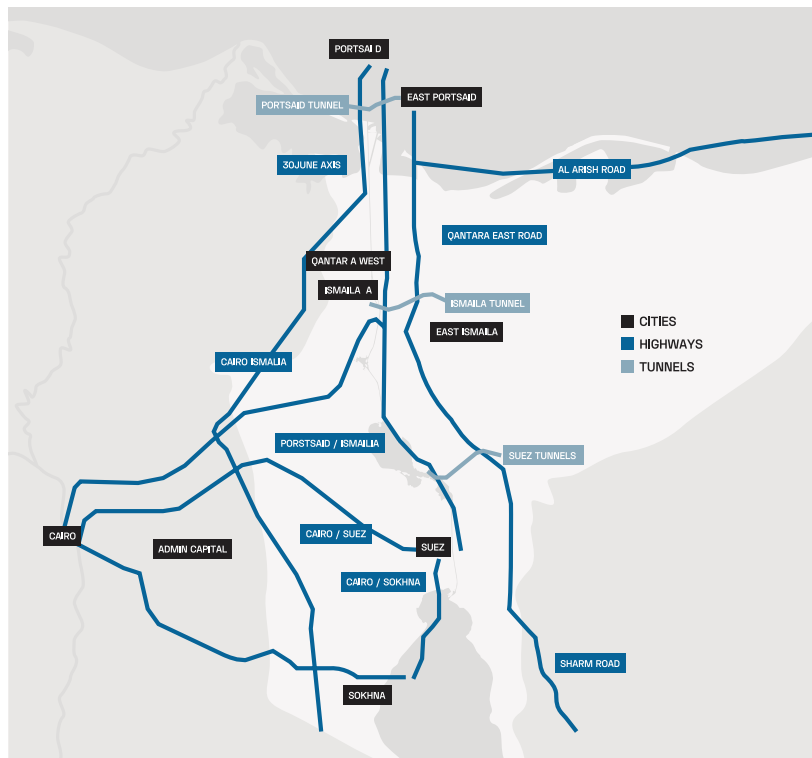 PORTSAI D
PORTSAID TUNNEL
EAST PORTSAID
30JUNE AXIS
AL ARISH ROAD
QANTARA EAST ROAD
QANTAR A WEST
ISMAILA A
ISMAILA TUNNEL
EAST ISMAILA
CITIES
HIGHWAYS
TUNNELS
CAIRO ISMALIA
PORSTSAID / ISMAILIA
SUEZ TUNNELS
CAIRO
ADMIN CAPITAL
CAIRO / SUEZ
SUEZ
CAIRO / SOKHNA
SHARM ROAD
SOKHNA